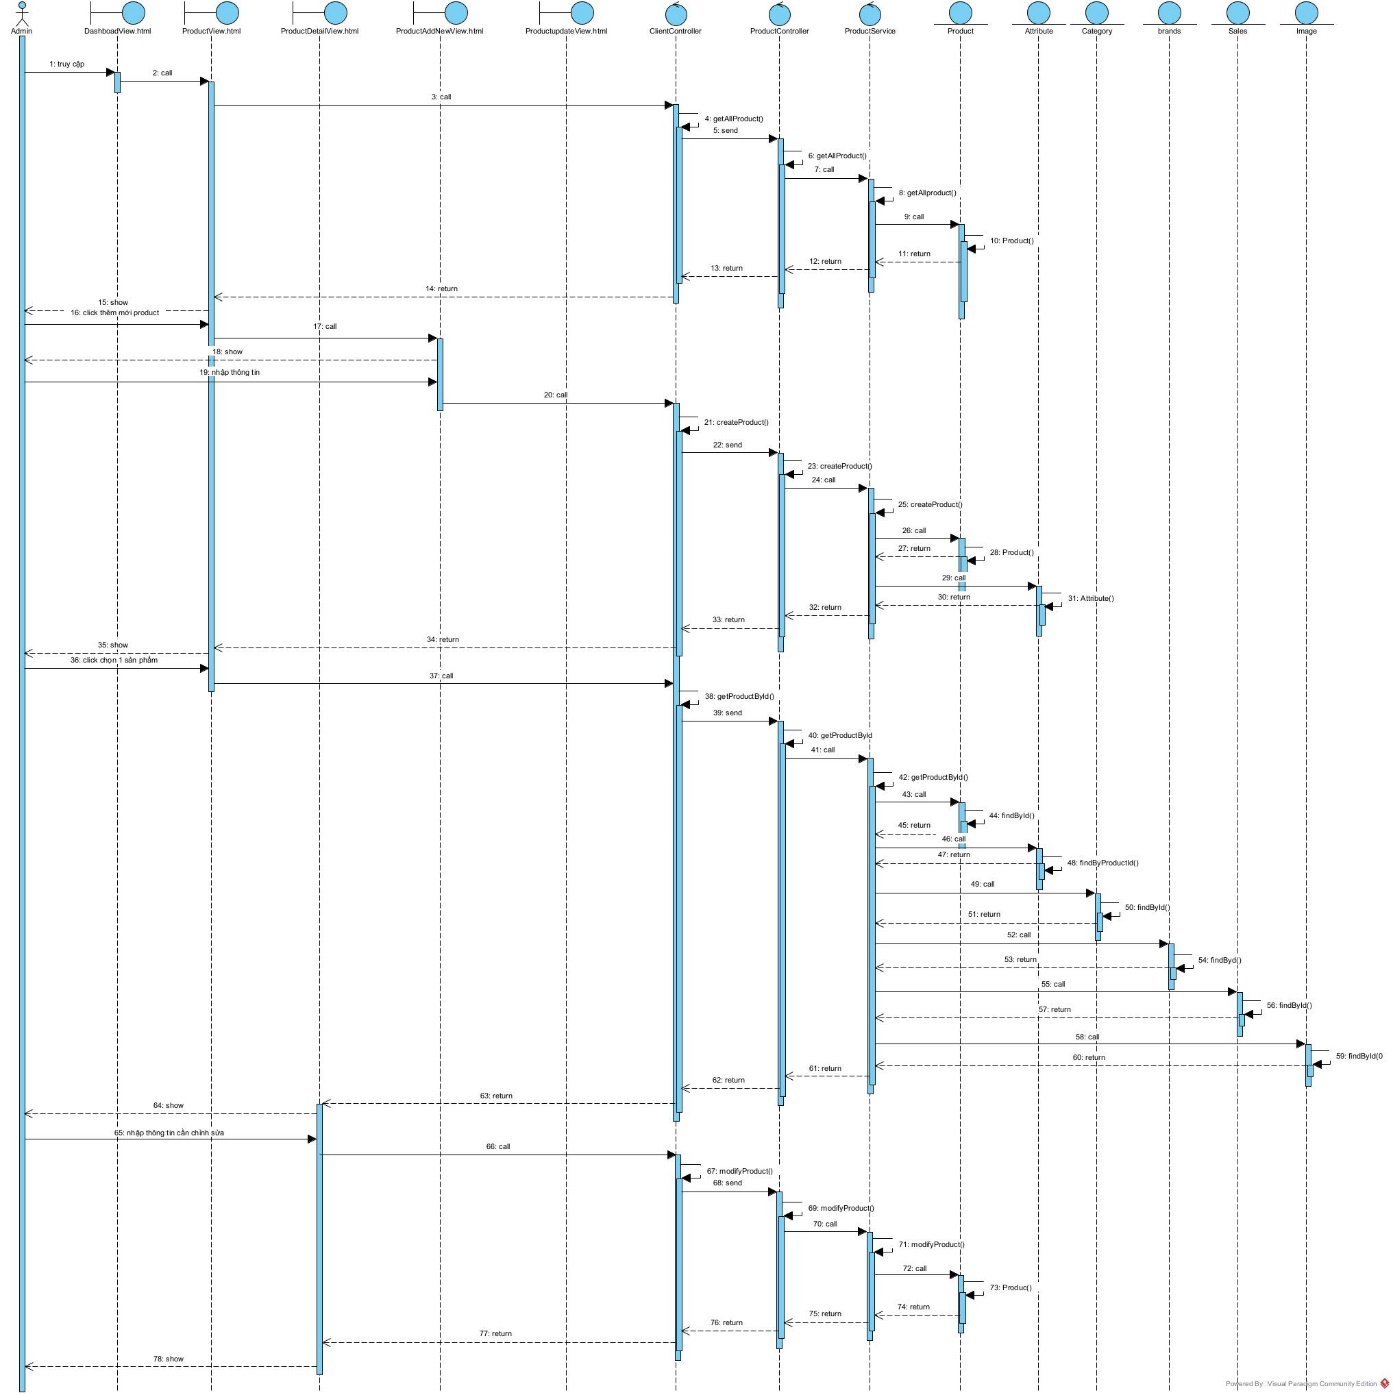 Admin
DashboadView.html
ProductView.html
ProductDetailView.html
ProductAddNewView.html
ProductupdateView.html
ClientController
ProductController
ProductService
Product
Attribute
Category
brands
Sales
Image
1: truy cập
2: call
3: call
4: getAllProduct()
5: send
6: getAllProduct()
7: call
8: getAllproduct()
9: call
10: Product()
11: return
12: return
13: return
14: return
15: show
16: click thêm mới product
17: call
18: show
19: nhập thông tin
20: call
21: createProduct()
22: send
23: createProduct()
24: call
25: createProduct()
26: call
27: return
28: Product()
29: call
30: return
31: Attribute()
32: return
33: return
34: return
35: show
36: click chọn 1 sản phẩm
37: call
38: getProductById()
39: send
40: getProductById
41: call
42: getProductById()
43: call
44: findById()
45: return
46: call
47: return
48: findByProductId()
49: call
50: findById()
51: return
52: call
53: return
54: findByd()
55: call
56: findById()
57: return
58: call
59: findById(0
60: return
61: return
62: return
63: return
64: show
65: nhập thông tin cần chỉnh sửa
66: call
67: modifyProduct()
68: send
69: modifyProduct()
70: call
71: modifyProduct()
72: call
73: Produc()
74: return
75: return
76: return
77: return
78: show
Powered By: Visual Paradigm Community Edition